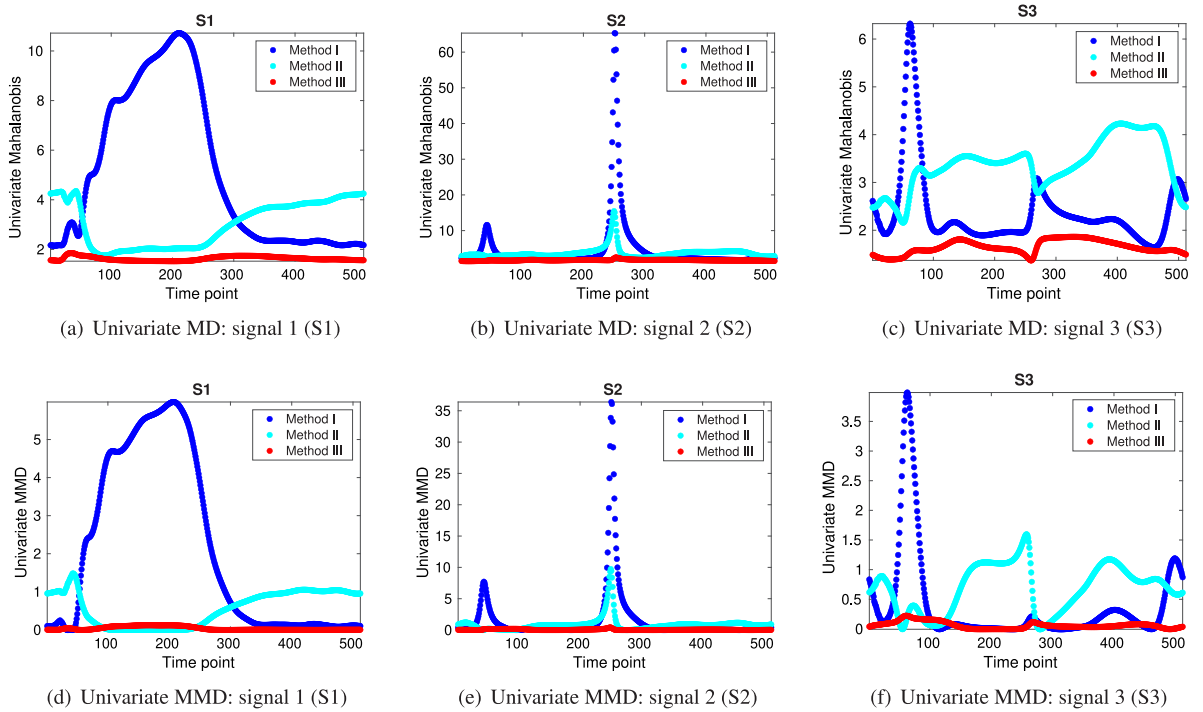 S1
Univariate Mahalanobis
10
8
6
4
2
Method I
Method II
Method III
100 200 300 400 500
Time point
(a) Univariate MD: signal 1 (S1)
S2
Univariate Mahalanobis
60
50
40
30
20
10
Method I
Method II
Method III
100 200 300 400 500
Time point
(b) Univariate MD: signal 2 (S2)
S3
Univariate Mahalanobis
6
5
4
3
2
Method I
Method II
Method III
100 200 300 400 500
Time point
(c) Univariate MD: signal 3 (S3)
S1
Univariate MMD
5
4
3
2
1
0
Method I
Method II
Method III
100 200 300 400 500
Time point
(d) Univariate MMD: signal 1 (S1)
S2
Univariate MMD
35
30
25
20
15
10
5
0
Method I
Method II
Method III
100 200 300 400 500
Time point
(e) Univariate MMD: signal 2 (S2)
S3
Univariate MMD
3.5
3
2.5
2
1.5
1
0.5
0
Method I
Method II
Method III
100 200 300 400 500
Time point
(f) Univariate MMD: signal 3 (S3)